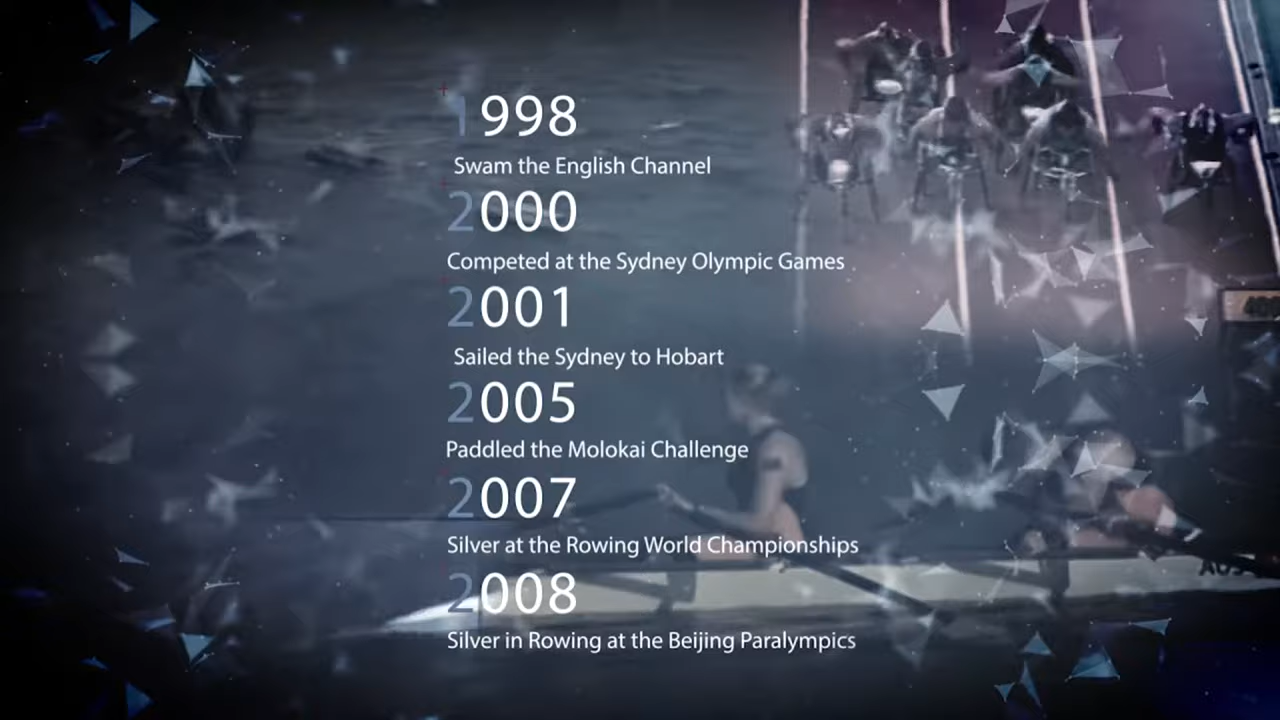 1998
Swam the English Channel
2000
Competed at the Sydney Olympic Games
2001
Sailed the Sydney to Hobart
2005
Paddled the Molokai Challenge
2007
Silver at the Rowing World Championships
2008
Silver in Rowing at the Beijing Paralympics